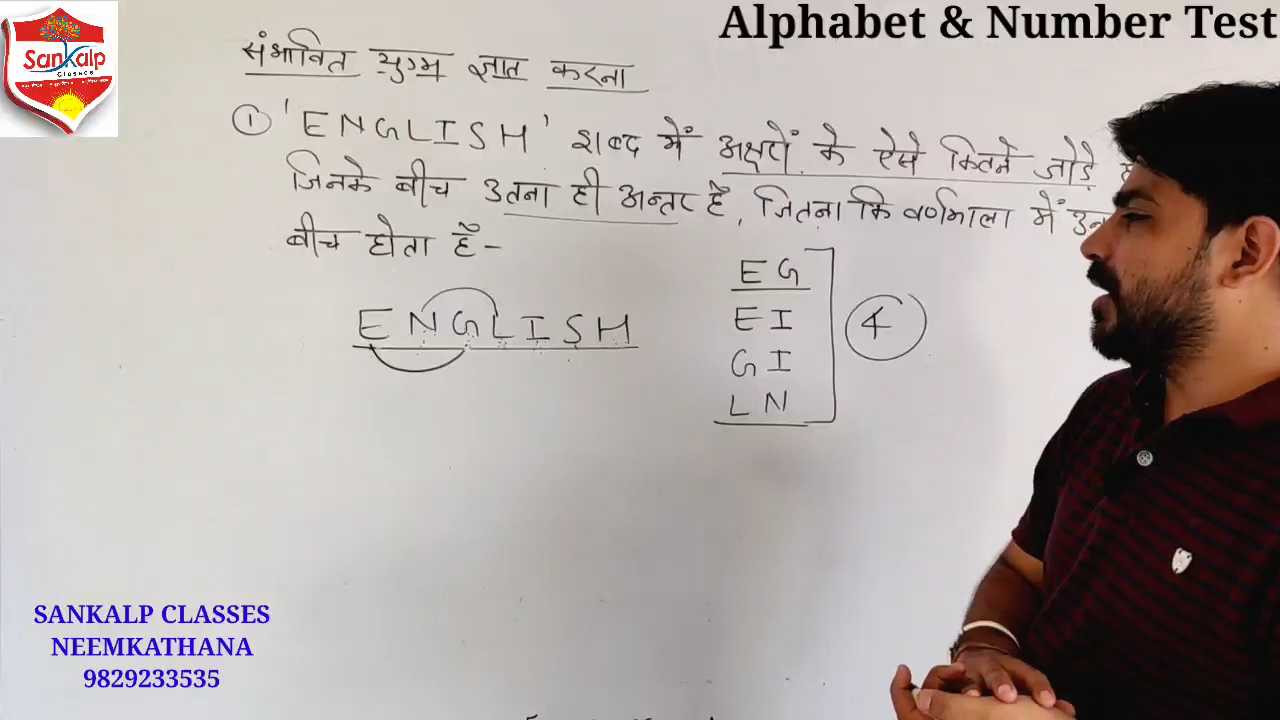 Alphabet & Number Test
SanKalp
Classes
संभावित युग्म ज्ञात करना
① 'ENGLISH' शब्द में अक्षरों के ऐसे कितने जोड़े
जिनके बीच उतना ही अन्तर है, जितना कि वर्णमाला में
बीच होता है-
ENGLISH
EG
EI
GI
LN
4
SANKALP CLASSES
NEEMKATHANA
9829233535